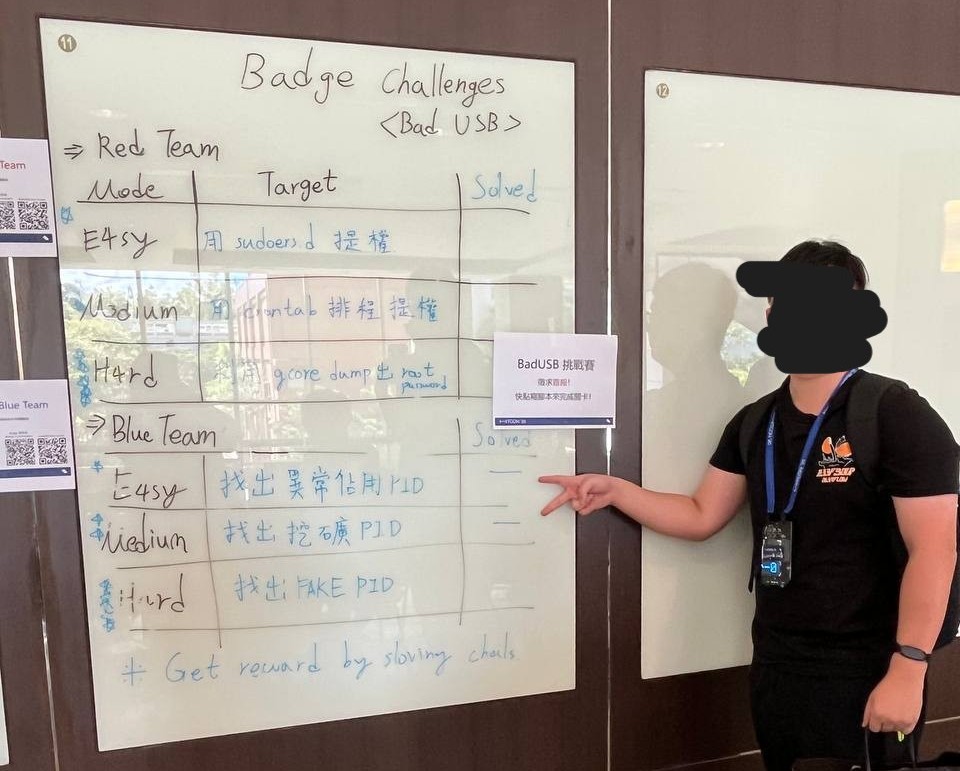 11
Badge Challenges
<Bad USB>
⇒ Red Team
Mode Target Solved
E4sy 用 sudoers.d 提權
M3dium 用 crontab 排程提權
H4rd 利用 gcore dump 出 root password
⇒ Blue Team Solved
E4sy 找出異常佔用 PID —
Medium 找出挖礦 PID —
H4rd 找出 FAKE PID
* Get reward by sloving chals
Team
Blue Team
BadUSB 挑戰賽
徵求
快點寫腳本來完成關卡!
12